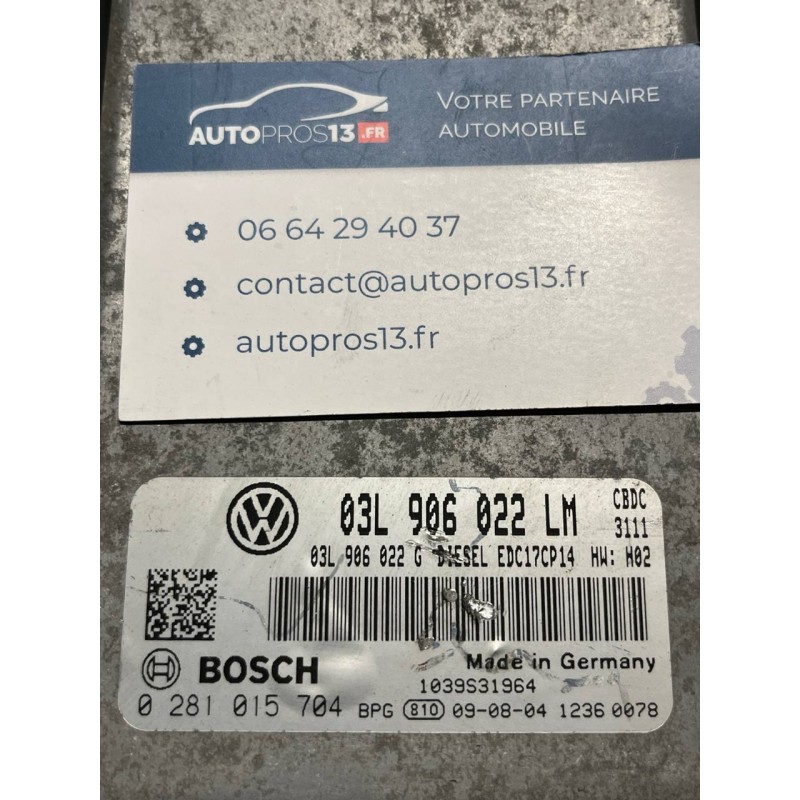 AUTOPROS13.FR
VOTRE PARTENAIRE
AUTOMOBILE
06 64 29 40 37
contact@autopros13.fr
autopros13.fr
VW
03L 906 022 LM CBDC
3111
03L 906 022 G DIESEL EDC17CP14 HW: H02
BOSCH
Made in Germany
1039S31964
0 281 015 704 BPG 810 09-08-04 1236 0078